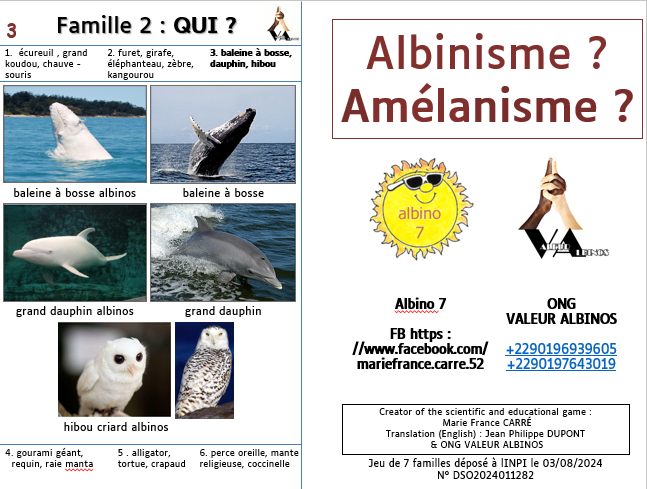 3
Famille 2 : QUI ?
1. écureuil , grand
koudou, chauve -
souris
2. furet, girafe,
éléphanteau, zèbre,
kangourou
3. baleine à bosse,
dauphin, hibou
baleine à bosse albinos
baleine à bosse
grand dauphin albinos
grand dauphin
hibou criard albinos
4. gourami géant,
requin, raie manta
5 . alligator,
tortue, crapaud
6. perce oreille, mante
religieuse, coccinelle
Albinisme ?
Amélanisme ?
albino
7
VALEUR ALBINOS
Albino 7
FB https :
//www.facebook.com/
mariefrance.carre.52
ONG
VALEUR ALBINOS
+2290196939605
+2290197643019
Creator of the scientific and educational game :
Marie France CARRÉ
Translation (English) : Jean Philippe DUPONT
& ONG VALEUR ALBINOS
Jeu de 7 familles déposé à lINPI le 03/08/2024
N° DSO2024011282